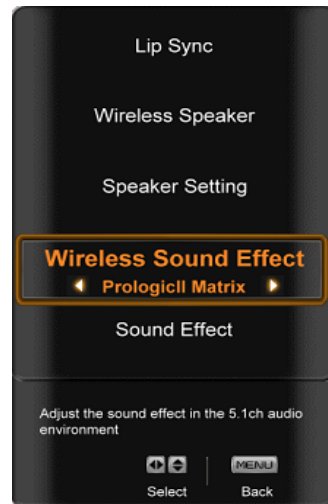 Lip Sync
Wireless Speaker
Speaker Setting
Wireless Sound Effect
PrologicII Matrix
Sound Effect
Adjust the sound effect in the 5.1ch audio
environment
MENU
Select Back